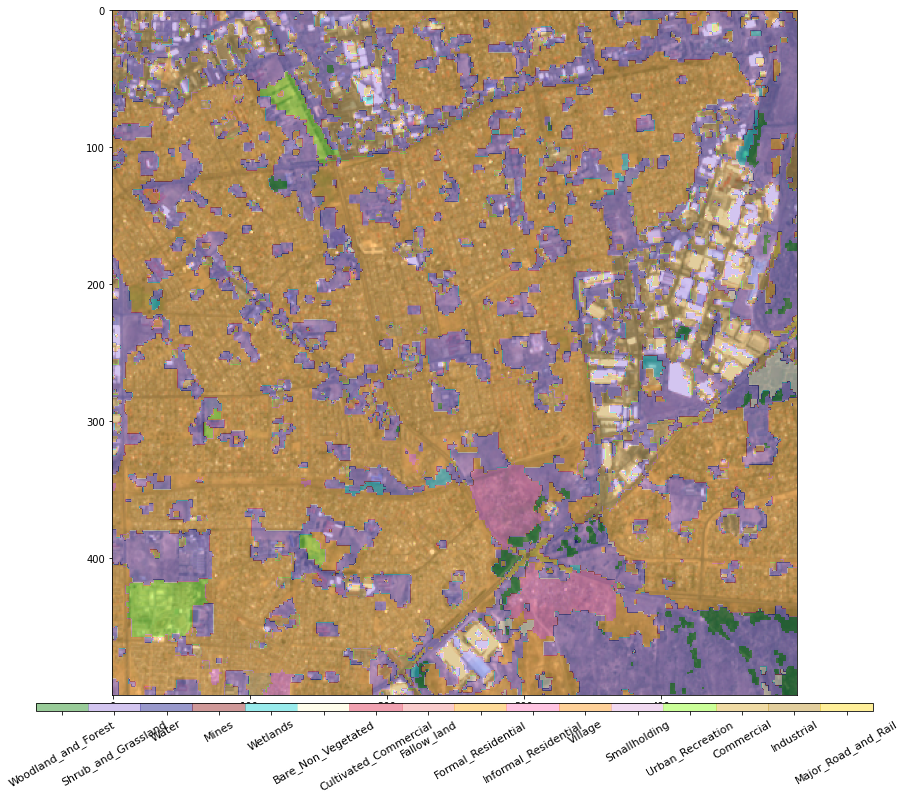 0
100
200
300
400
Woodland_and_Forest
Shrub_and_Grassland
Water
Mines
Wetlands
Bare_Non_Vegetated
Cultivated_Commercial
Fallow_land
Formal_Residential
Informal_Residential
Village
Smallholding
Urban_Recreation
Commercial
Industrial
Major_Road_and_Rail